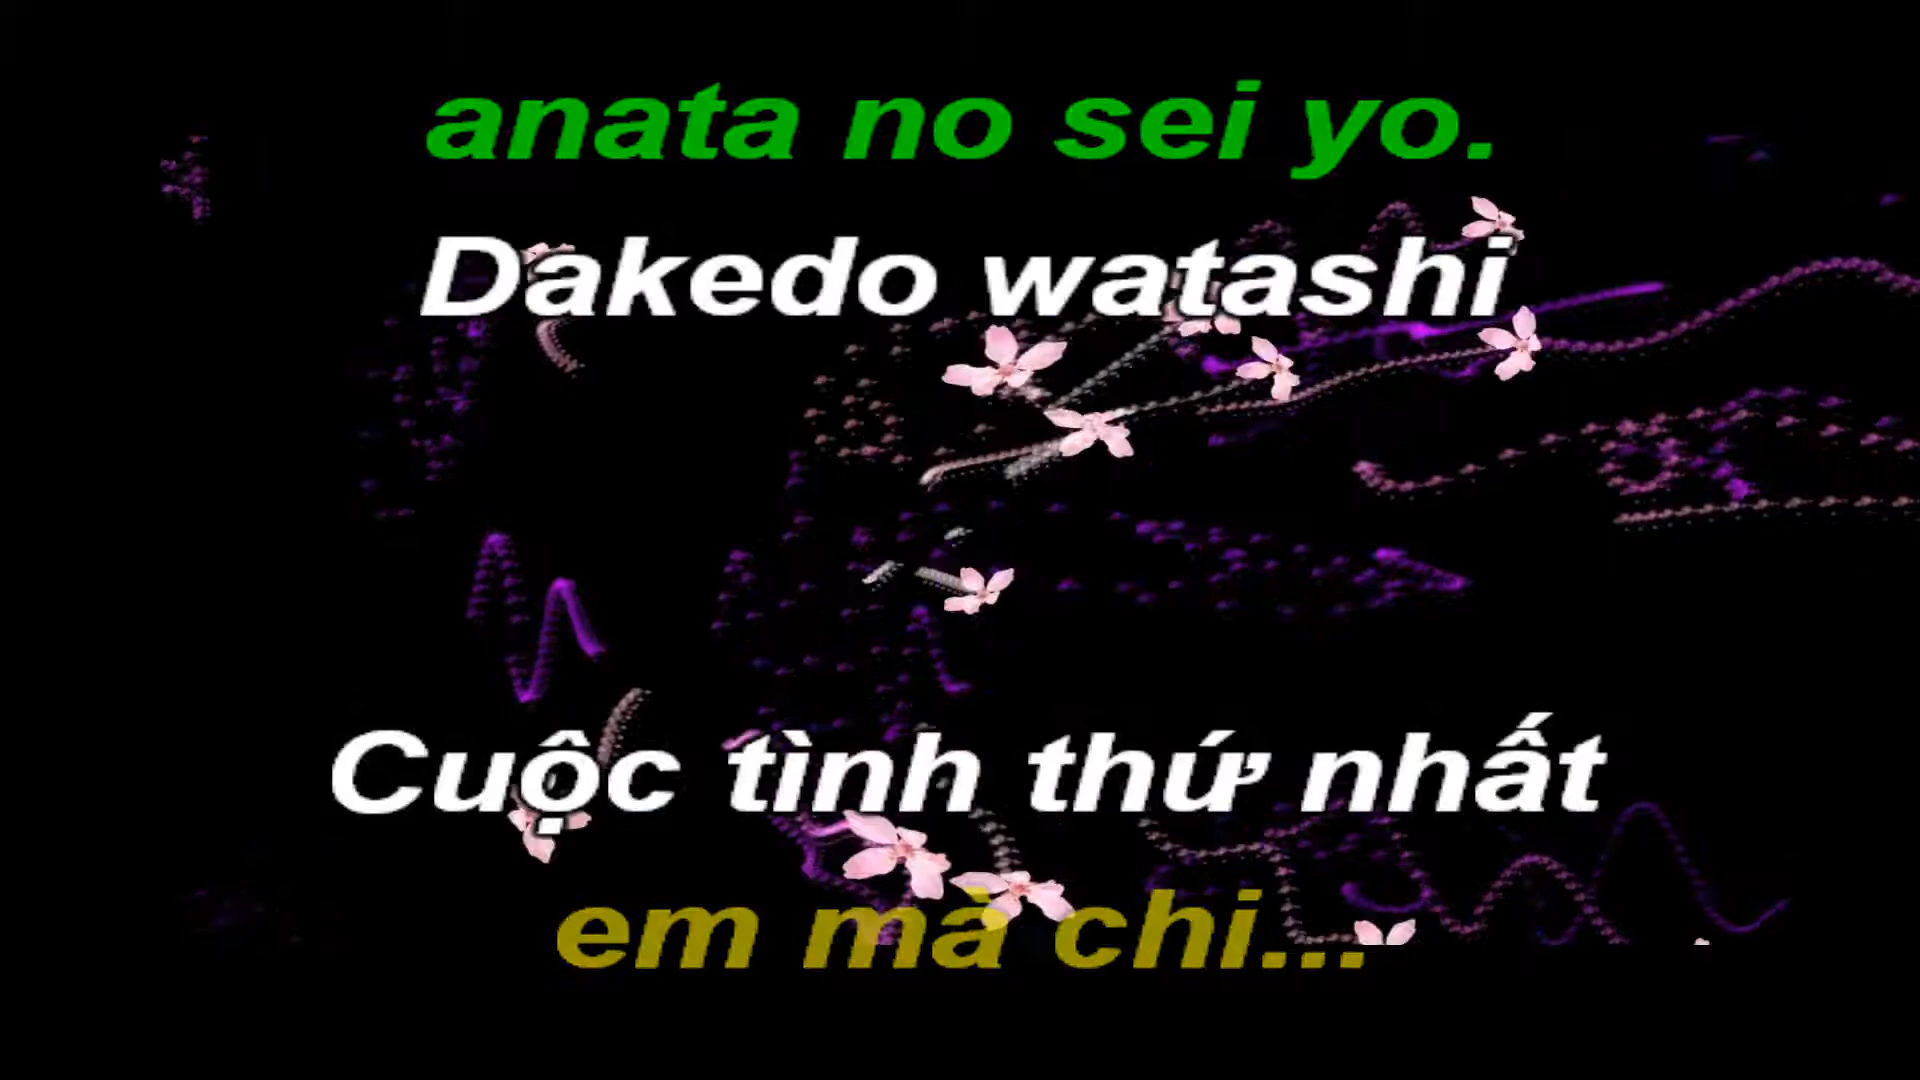 anata no sei yo.
Dakedo watashi
Cuộc tình thứ nhất
em mà chi...